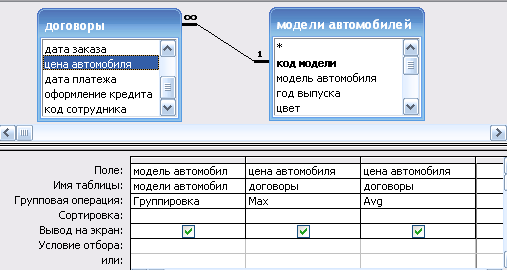 договоры
дата заказа
цена автомобиля
дата платежа
оформление кредита
код сотрудника
∞
1
модели автомобилей
*
код модели
модель автомобиля
год выпуска
цвет
Поле: модель автомобил цена автомобиля цена автомобиля
Имя таблицы: модели автомобил договоры договоры
Групповая операция: Группировка Max Avg
Сортировка:
Вывод на экран:
Условие отбора:
или: